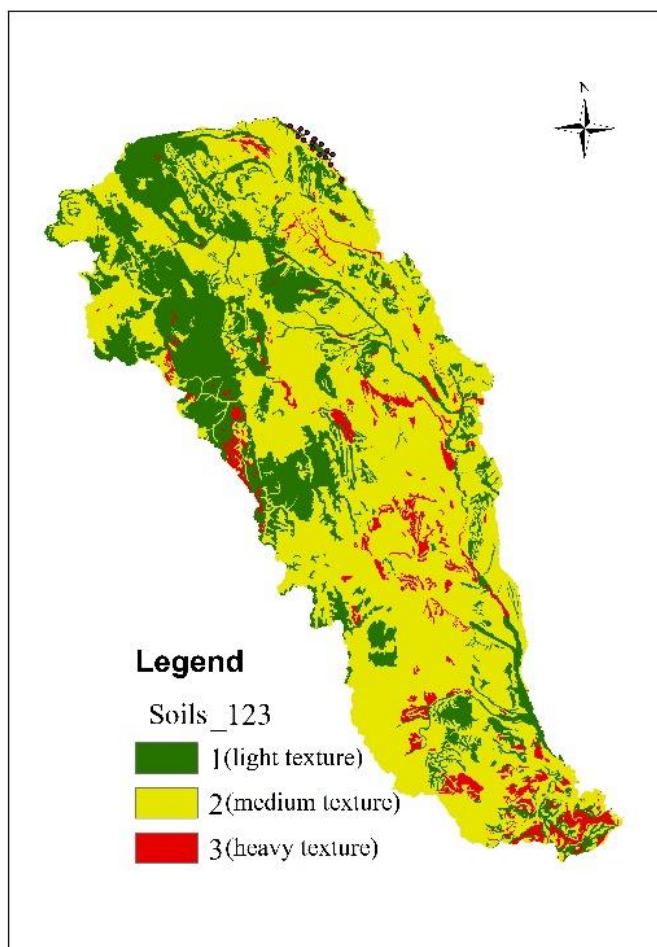 N
Legend
Soils_123
1(light texture)
2(medium texture)
3(heavy texture)